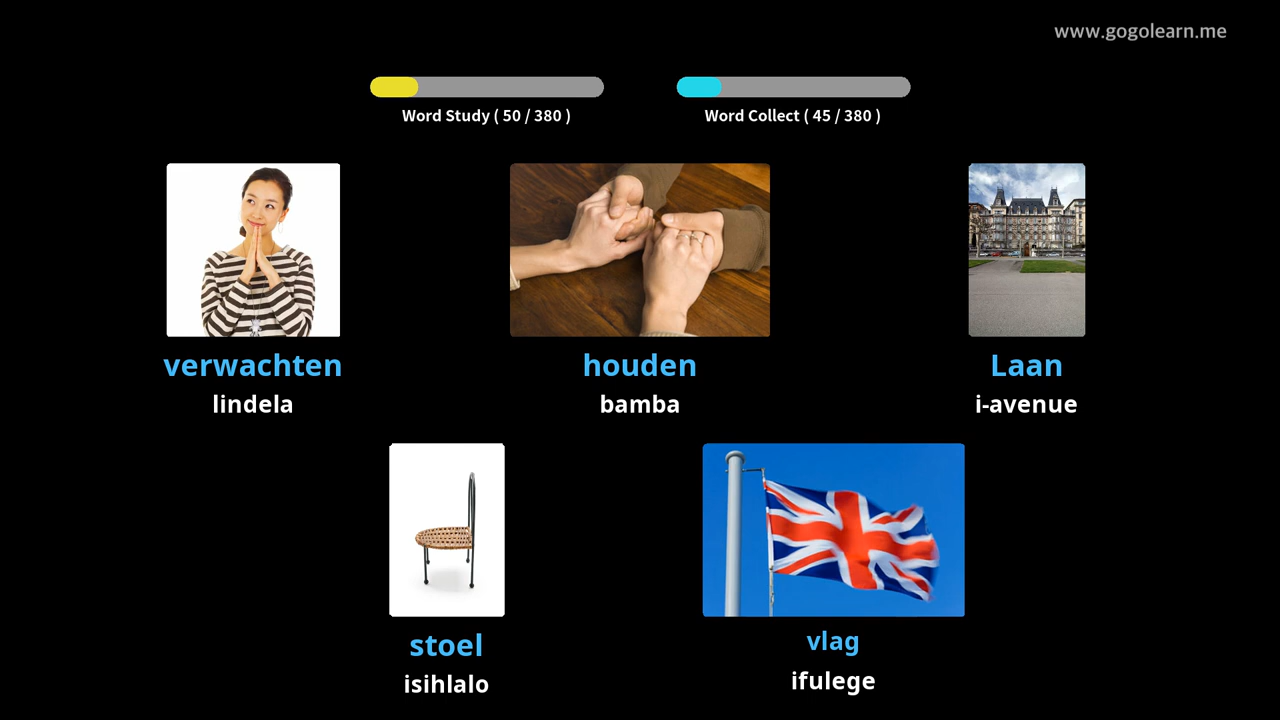 www.gogolearn.me
Word Study ( 50 / 380 )
Word Collect ( 45 / 380 )
verwachten
lindela
houden
bamba
Laan
i-avenue
stoel
isihlalo
vlag
ifulege